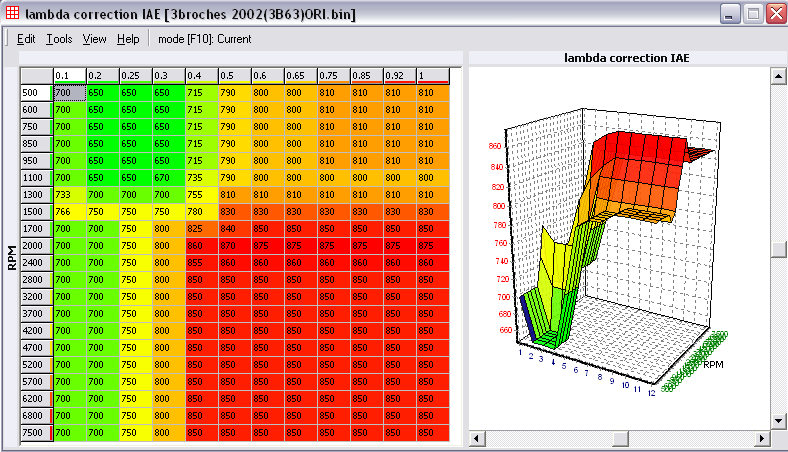 lambda correction IAE [3broches 2002(3B63)ORI.bin]
Edit Tools View Help mode [F10]: Current
lambda correction IAE
0.1 0.2 0.25 0.3 0.4 0.5 0.6 0.65 0.75 0.85 0.92 1
500 700 650 650 650 715 790 800 800 810 810 810 810
600 700 650 650 650 715 790 800 800 810 810 810 810
750 700 650 650 650 715 790 800 800 810 810 810 810
850 700 650 650 650 715 790 800 800 810 810 810 810
950 700 650 650 650 715 790 800 800 810 810 810 810
1100 700 650 650 670 735 790 800 800 800 800 800 800
1300 733 700 700 700 755 810 810 810 810 810 810 810
1500 766 750 750 750 780 830 830 830 830 830 830 830
1700 700 700 750 800 825 840 850 850 850 850 850 850
2000 700 700 750 800 860 870 875 875 875 875 875 875
2400 700 700 750 800 855 860 860 860 860 860 860 860
2800 700 700 750 800 850 850 850 850 850 850 850 850
3200 700 700 750 800 850 850 850 850 850 850 850 850
3700 700 700 750 800 850 850 850 850 850 850 850 850
4200 700 700 750 800 850 850 850 850 850 850 850 850
4700 700 700 750 800 850 850 850 850 850 850 850 850
5200 700 700 750 800 850 850 850 850 850 850 850 850
5700 700 700 750 800 850 850 850 850 850 850 850 850
6200 700 700 750 800 850 850 850 850 850 850 850 850
6800 700 700 750 800 850 850 850 850 850 850 850 850
7500 700 700 750 800 850 850 850 850 850 850 850 850
RPM
860
840
820
800
780
760
740
720
700
680
660
1 2 3 4 5 6 7 8 9 10 11 12
RPM